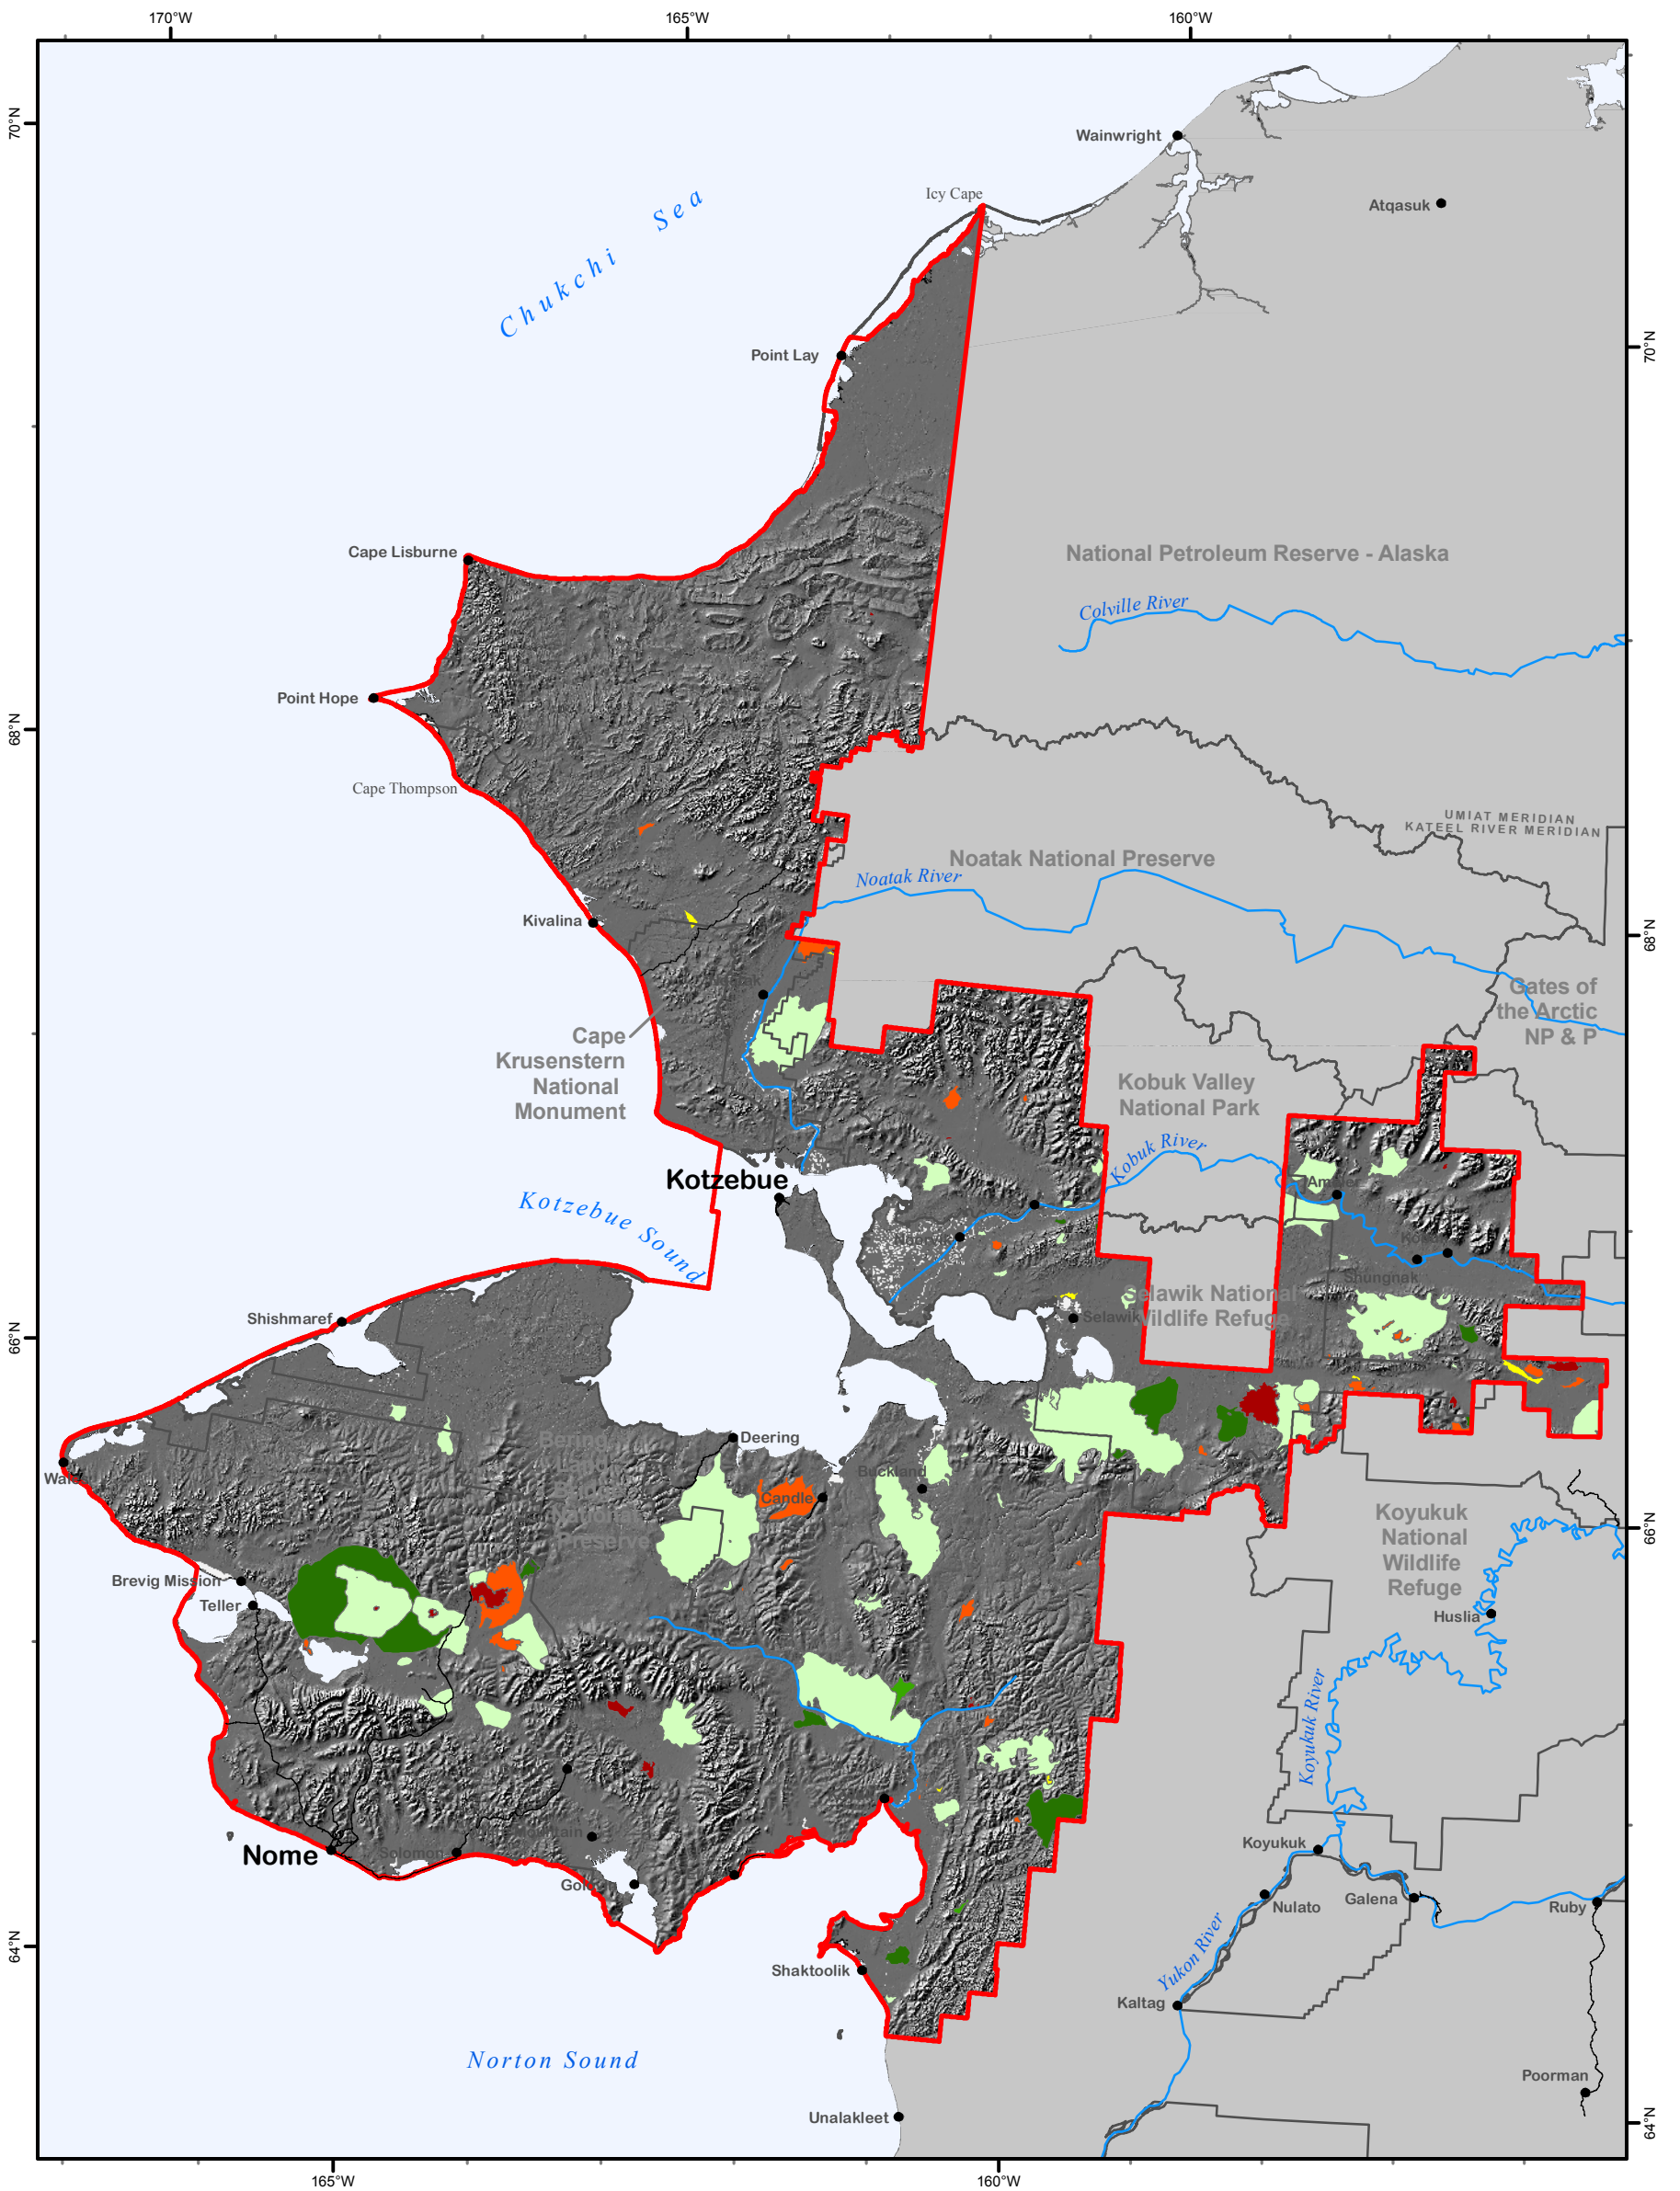 170°W
165°W
160°W
70°N
Wainwright
Icy Cape
Atqasuk
Chukchi Sea
Point Lay
70°N
Cape Lisburne
National Petroleum Reserve - Alaska
Colville River
Point Hope
68°N
Cape Thompson
UMIAT MERIDIAN
KATEEL RIVER MERIDIAN
Noatak National Preserve
Noatak River
Kivalina
68°N
Gates of
the Arctic
NP & P
Cape
Krusenstern
National
Monument
Kobuk Valley
National Park
Kobuk River
Kotzebue
Kotzebue Sound
Ambler
Shungnak
Selawik National
Wildlife Refuge
Selawik
Shishmaref
66°N
Deering
Buckland
Candle
National
Preserve
66°N
Koyukuk
National
Wildlife
Refuge
Huslia
Brevig Mission
Teller
Koyukuk River
Nome
Solomon
Koyukuk
Nulato
Galena
Ruby
64°N
Shaktoolik
Yukon River
Kaltag
Norton Sound
Poorman
Unalakleet
64°N
165°W
160°W